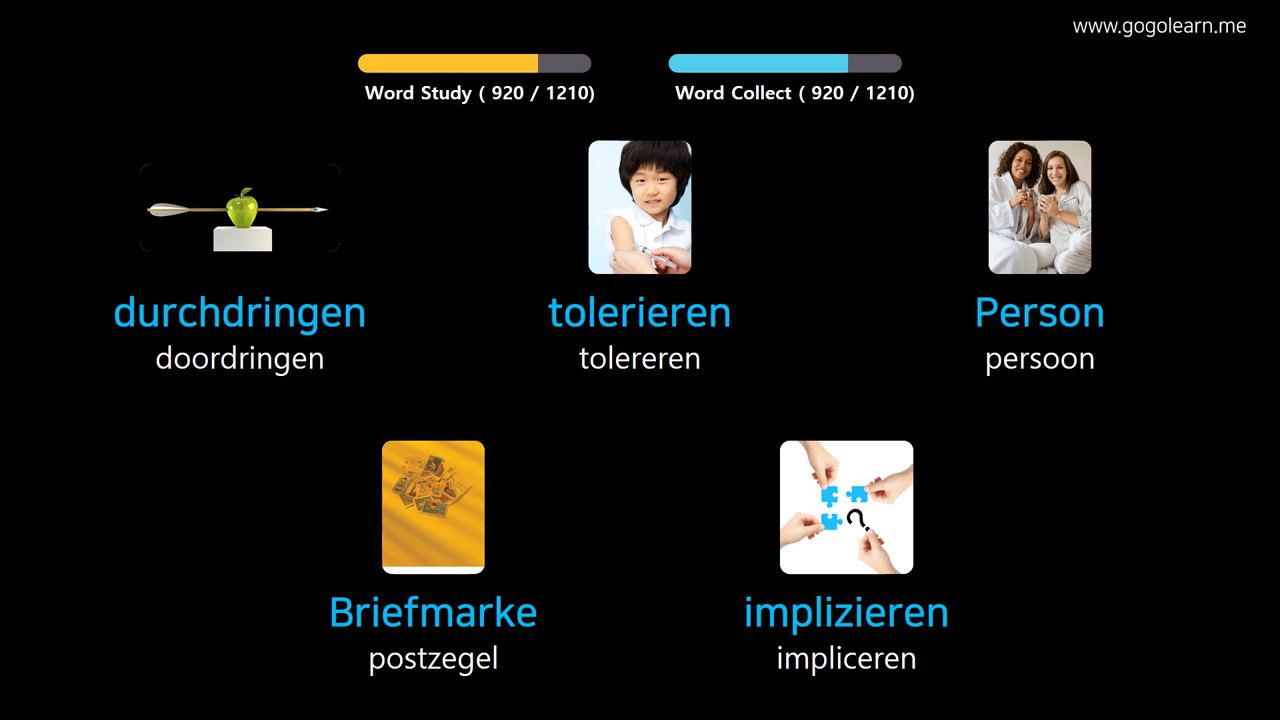 www.gogolearn.me
Word Study ( 920 / 1210)
Word Collect ( 920 / 1210)
durchdringen
doordringen
tolerieren
tolereren
Person
persoon
Briefmarke
postzegel
implizieren
impliceren
?